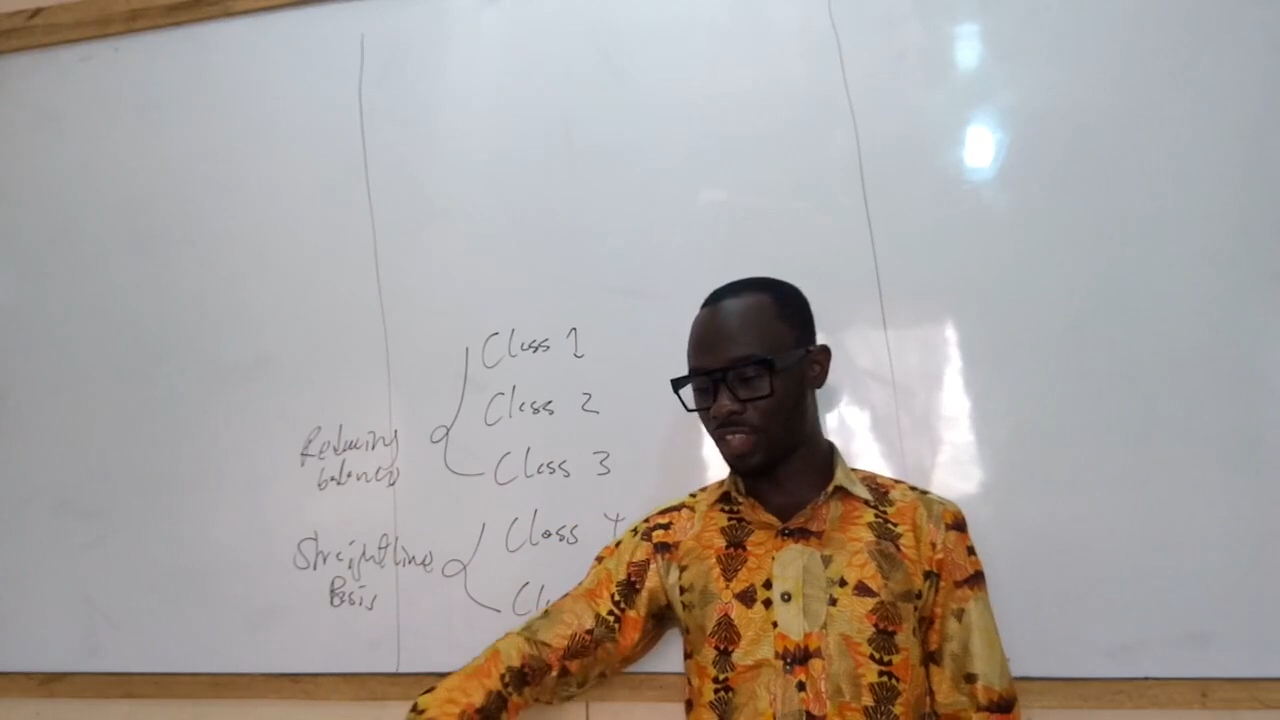 Class 1
Class 2
Reducing
balance
Class 3
Straightline
Basis
Class 4